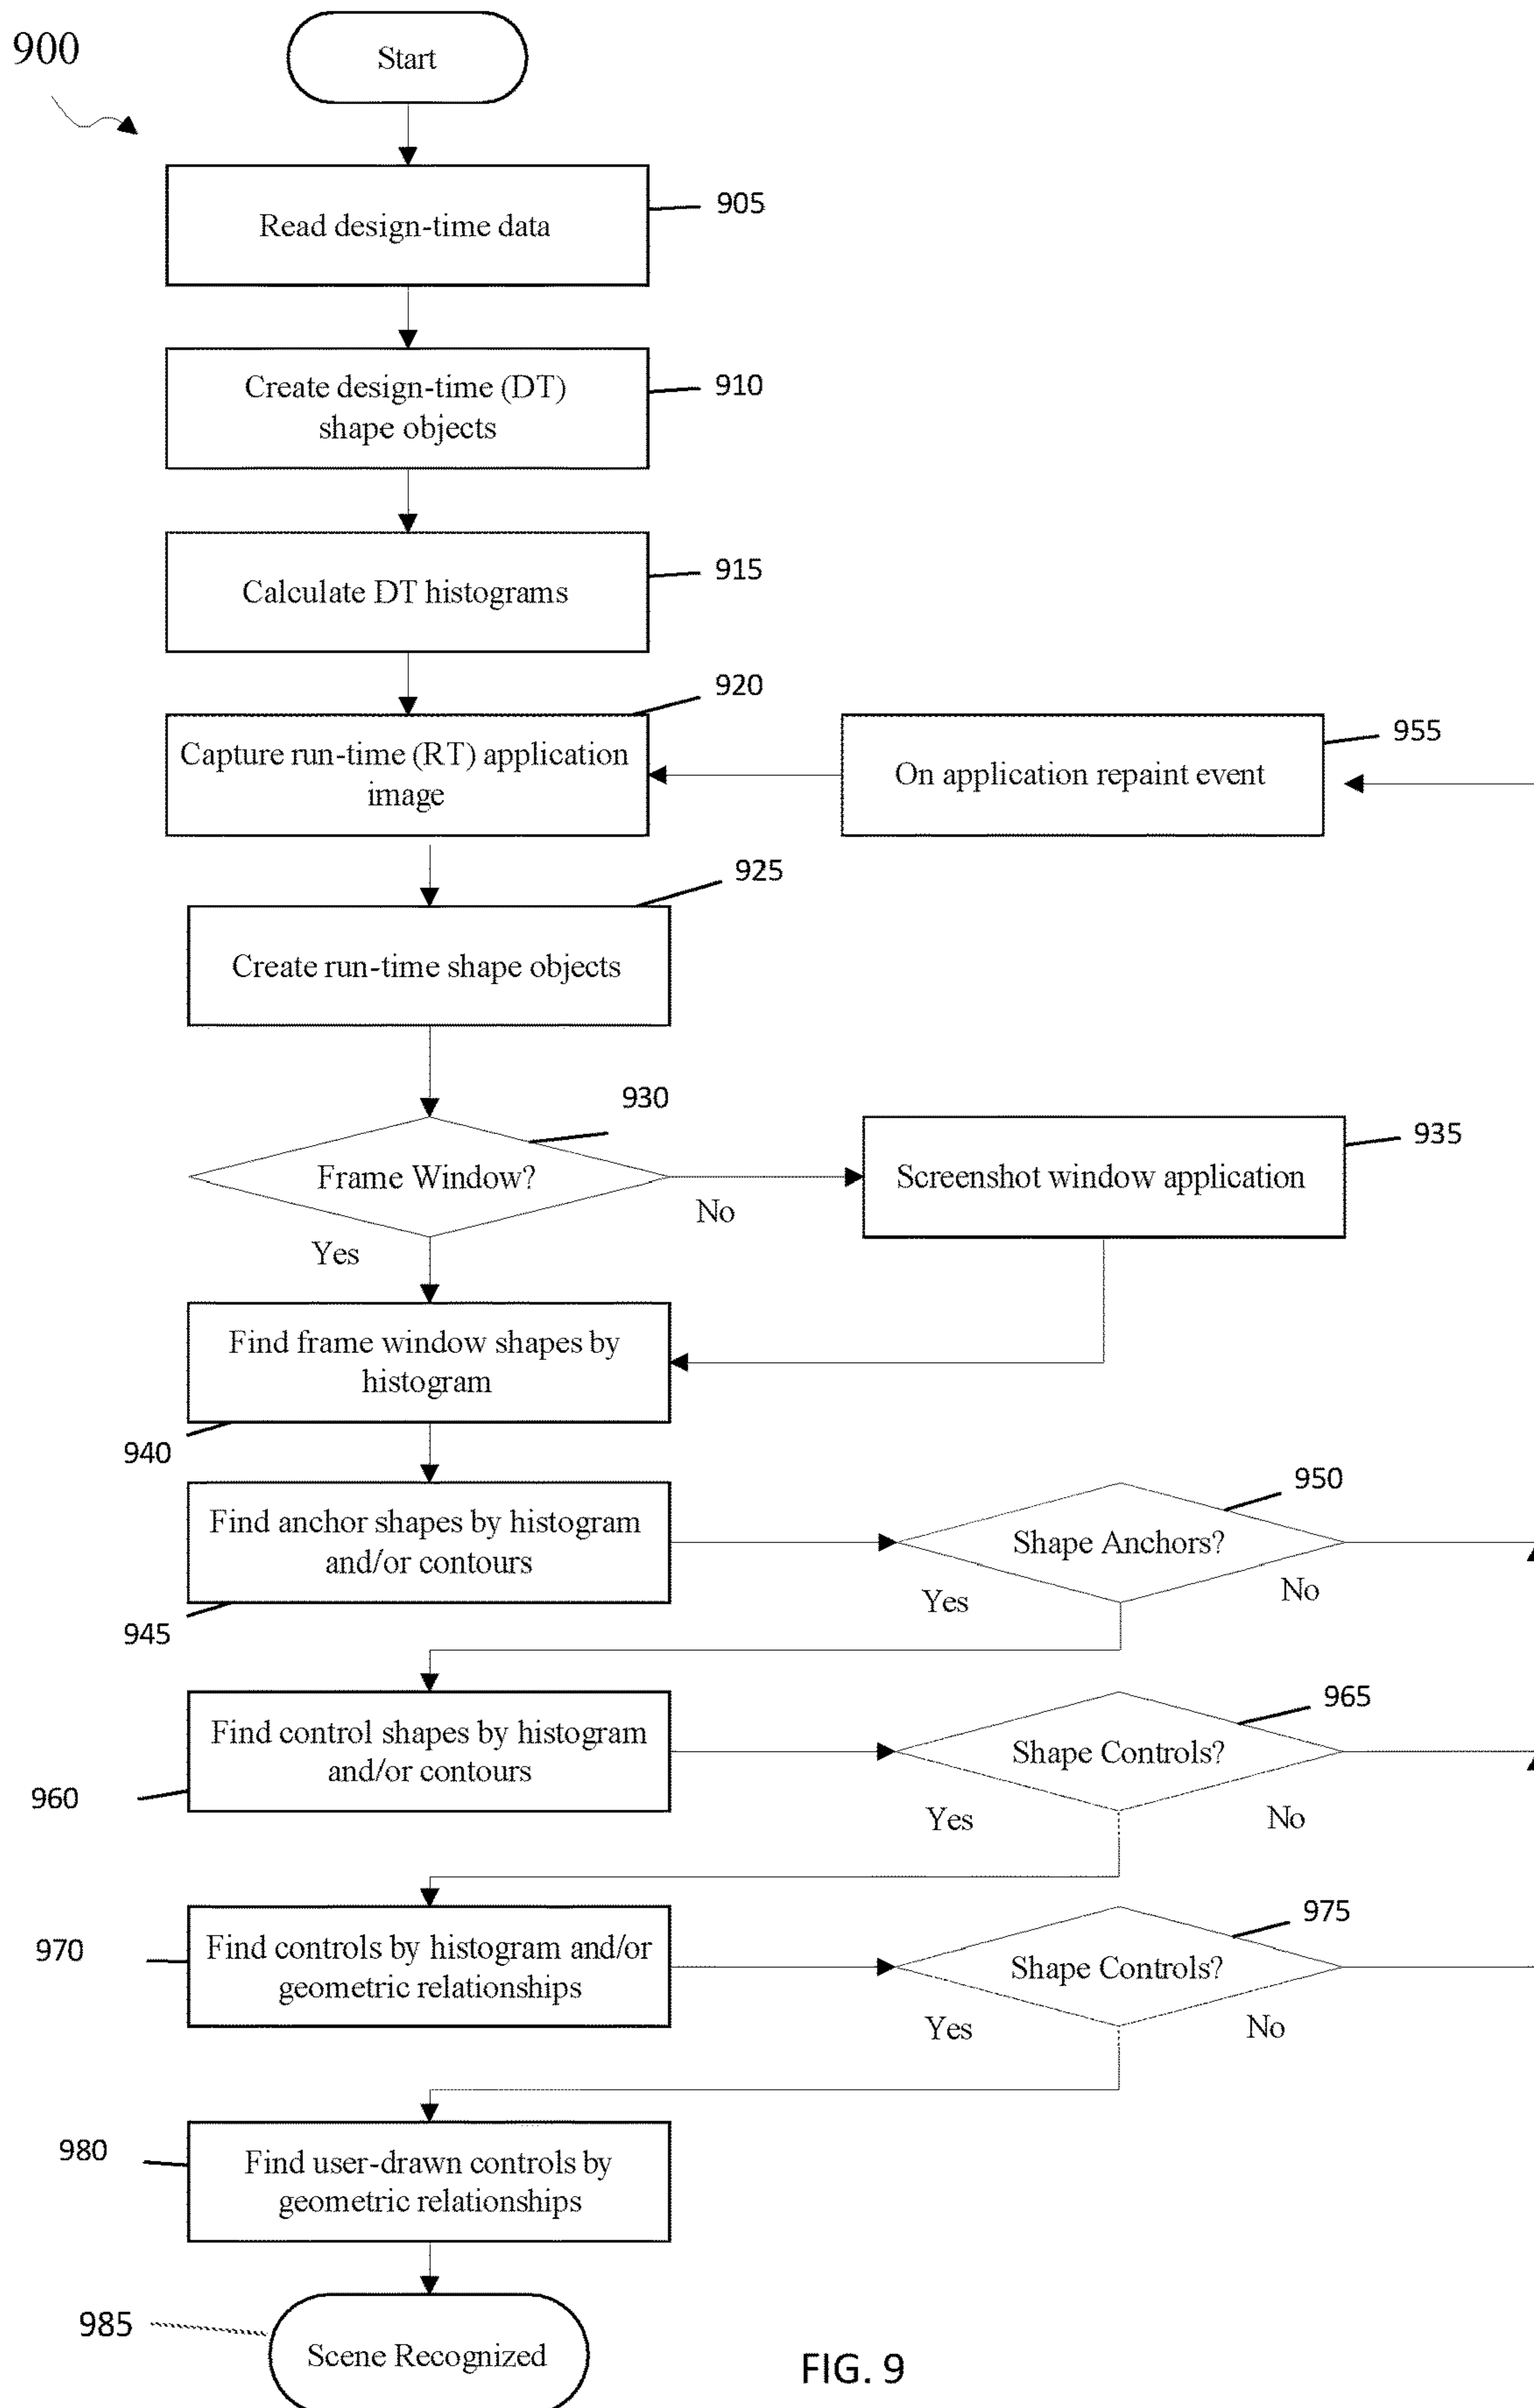 900
Start
Read design-time data
905
Create design-time (DT)
shape objects
910
Calculate DT histograms
915
920
Capture run-time (RT) application
image
On application repaint event
955
925
Create run-time shape objects
930
Frame Window?
No
Yes
Screenshot window application
935
Find frame window shapes by
histogram
940
Find anchor shapes by histogram
and/or contours
945
950
Shape Anchors?
Yes
No
Find control shapes by histogram
and/or contours
960
965
Shape Controls?
Yes
No
970
Find controls by histogram and/or
geometric relationships
975
Shape Controls?
Yes
No
980
Find user-drawn controls by
geometric relationships
985
Scene Recognized
FIG. 9